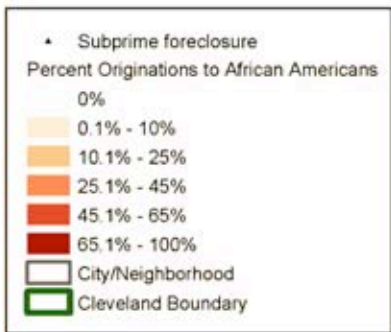 Subprime foreclosure
Percent Originations to African Americans
0%
0.1% - 10%
10.1% - 25%
25.1% - 45%
45.1% - 65%
65.1% - 100%
City/Neighborhood
Cleveland Boundary